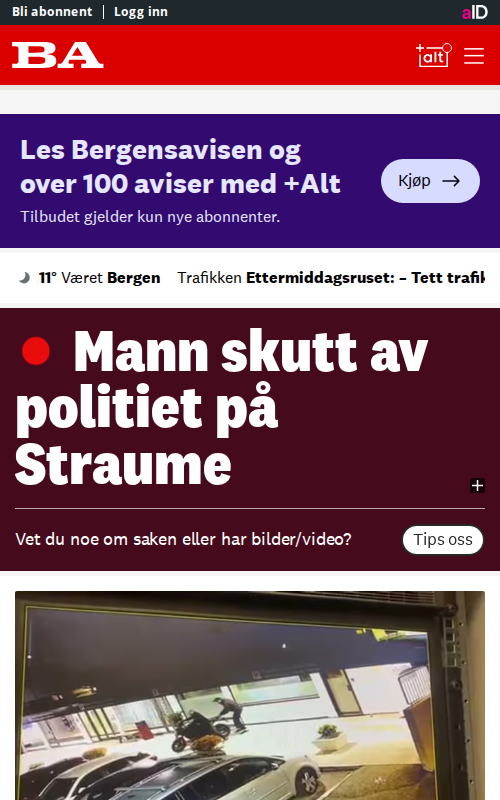 Bli abonnent | Logg inn
aID
BA
+alt
Les Bergensavisen og
over 100 aviser med +Alt
Tilbudet gjelder kun nye abonnenter.
Kjøp →
11° Været Bergen Trafikken Ettermiddagsruset: – Tett trafik
Mann skutt av
politiet på
Straume
+
Vet du noe om saken eller har bilder/video?
Tips oss